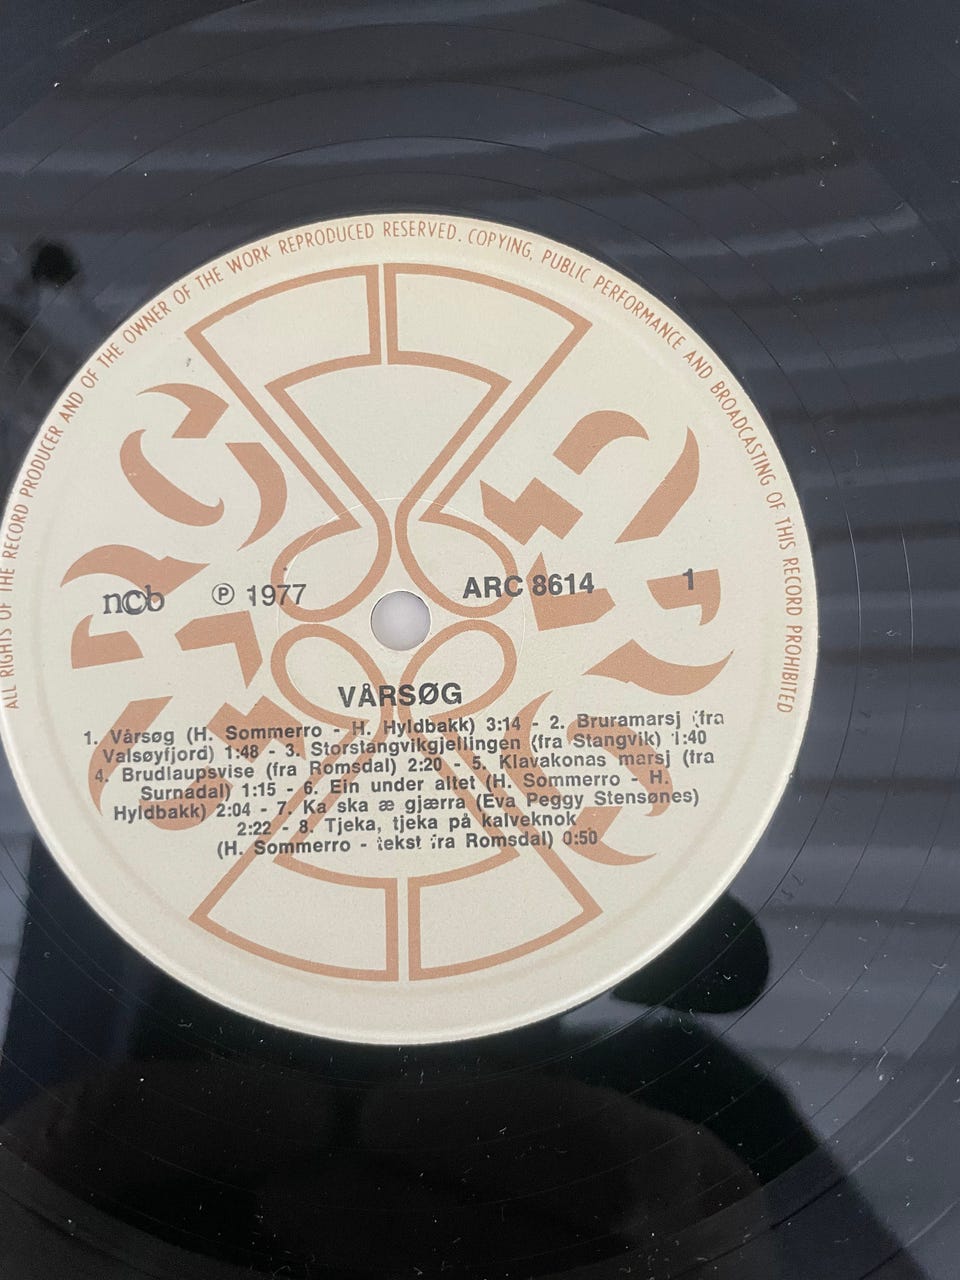 ALL RIGHTS OF THE RECORD PRODUCER AND OF THE OWNER OF THE WORK REPRODUCED RESERVED. COPYING, PUBLIC PERFORMANCE AND BROADCASTING OF THIS RECORD PROHIBITED
ncb ℗ 1977 ARC 8614 1
VÅRSØG
1. Vårsøg (H. Sommerro - H. Hyldbakk) 3:14 - 2. Bruramarsj (fra
Valsøyfjord) 1:48 - 3. Storstangvikgjellingen (fra Stangvik) 1:40
4. Brudlaupsvise (fra Romsdal) 2:20 - 5. Klavakonas marsj (fra
Surnadal) 1:15 - 6. Ein under altet (H. Sommerro - H.
Hyldbakk) 2:04 - 7. Ka ska æ gjærra (Eva Peggy Stensønes)
2:22 - 8. Tjeka, tjeka på kalveknok
(H. Sommerro - tekst fra Romsdal) 0:50